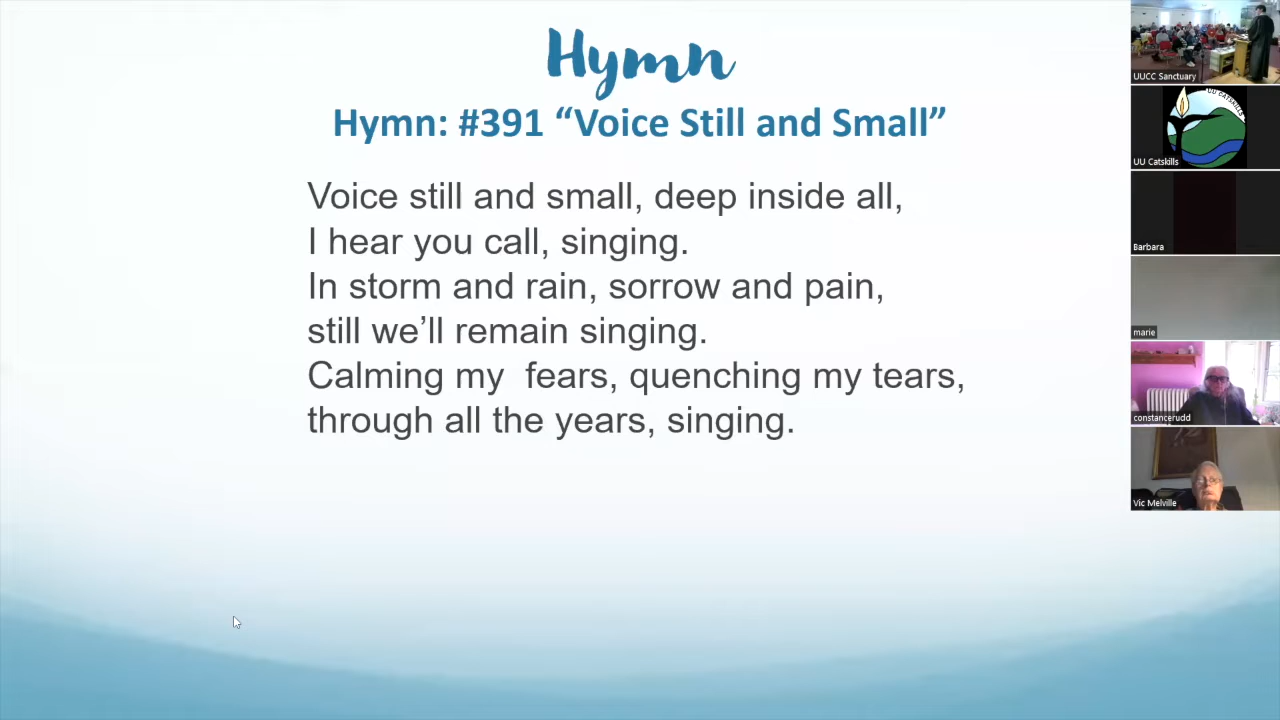 Hymn
Hymn: #391 “Voice Still and Small”
Voice still and small, deep inside all,
I hear you call, singing.
In storm and rain, sorrow and pain,
still we’ll remain singing.
Calming my  fears, quenching my tears,
through all the years, singing.
UUCC Sanctuary
UU CATSKILLS
UU Catskills
Barbara
marie
constancerudd
Vic Melville